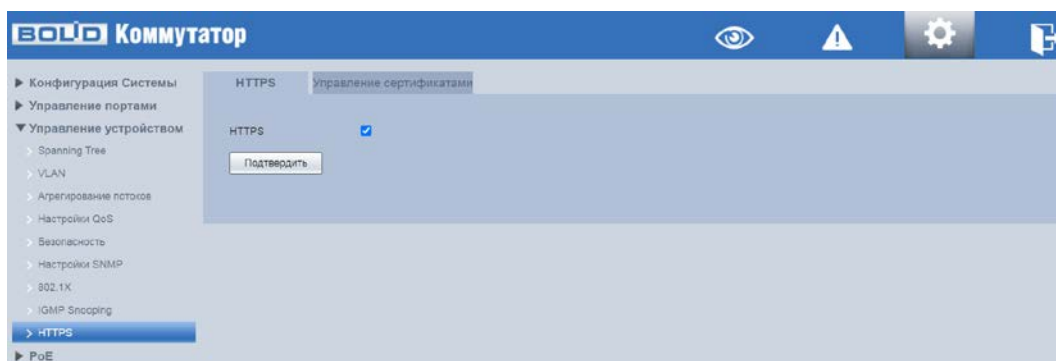 BOLID Коммутатор
Конфигурация Системы
Управление портами
Управление устройством
Spanning Tree
VLAN
Агрегирование потоков
Настройки QoS
Безопасность
Настройки SNMP
802.1X
IGMP Snooping
HTTPS
PoE
HTTPS
Управление сертификатами
HTTPS
Подтвердить